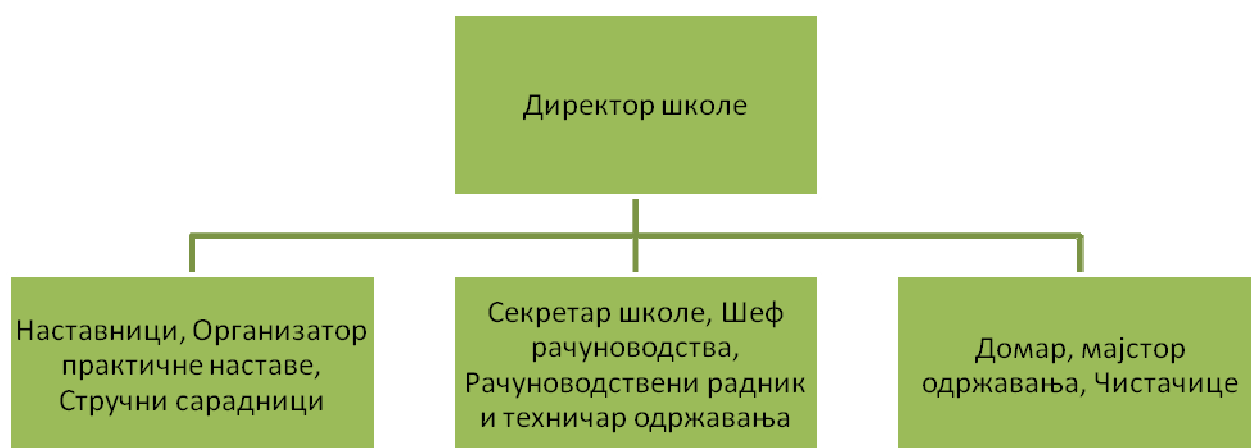 Директор школе
Наставници, Организатор
практичне наставе,
Стручни сарадници
Секретар школе, Шеф
рачуноводства,
Рачуноводствени радник
и техничар одржавања
Домар, мајстор
одржавања, Чистачице